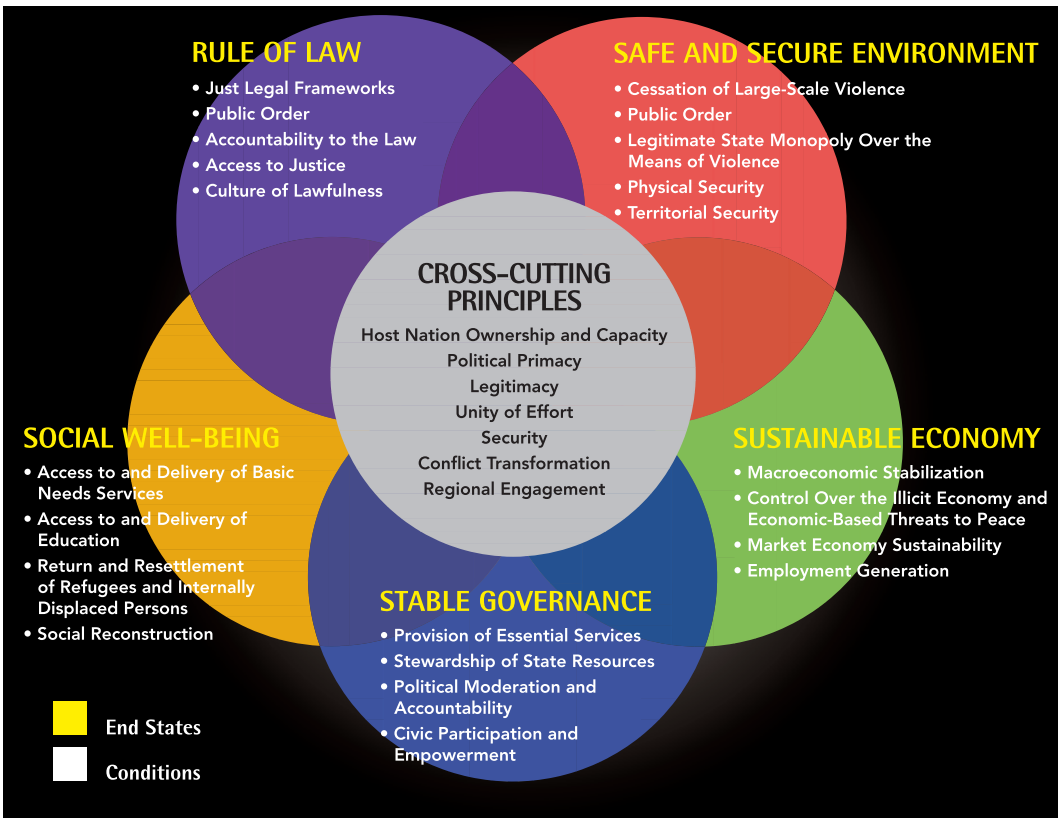 RULE OF LAW
• Just Legal Frameworks
• Public Order
• Accountability to the Law
• Access to Justice
• Culture of Lawfulness
SAFE AND SECURE ENVIRONMENT
• Cessation of Large-Scale Violence
• Public Order
• Legitimate State Monopoly Over the
Means of Violence
• Physical Security
• Territorial Security
CROSS-CUTTING
PRINCIPLES
Host Nation Ownership and Capacity
Political Primacy
Legitimacy
Unity of Effort
Security
Conflict Transformation
Regional Engagement
SOCIAL WELL-BEING
• Access to and Delivery of Basic
Needs Services
• Access to and Delivery of
Education
• Return and Resettlement
of Refugees and Internally
Displaced Persons
• Social Reconstruction
SUSTAINABLE ECONOMY
• Macroeconomic Stabilization
• Control Over the Illicit Economy and
Economic-Based Threats to Peace
• Market Economy Sustainability
• Employment Generation
STABLE GOVERNANCE
• Provision of Essential Services
• Stewardship of State Resources
• Political Moderation and
Accountability
• Civic Participation and
Empowerment
End States
Conditions